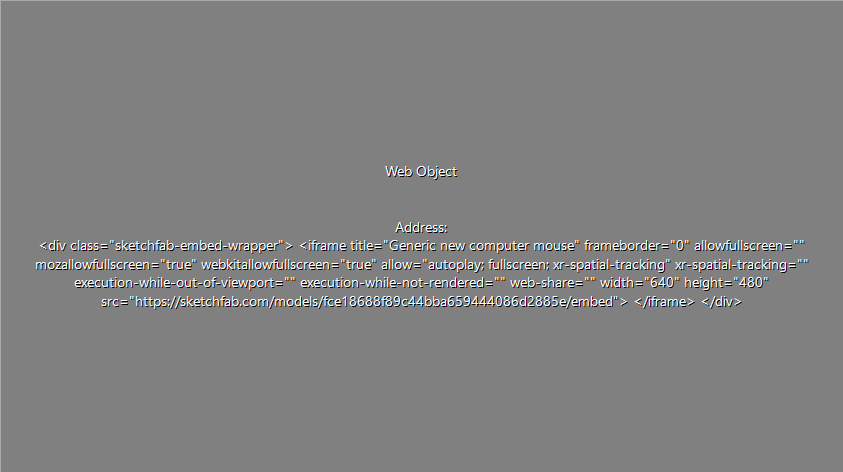 Web Object
Address:
<div class="sketchfab-embed-wrapper"> <iframe title="Generic new computer mouse" frameborder="0" allowfullscreen=""
mozallowfullscreen="true" webkitallowfullscreen="true" allow="autoplay; fullscreen; xr-spatial-tracking" xr-spatial-tracking=""
execution-while-out-of-viewport="" execution-while-not-rendered="" web-share="" width="640" height="480"
src="https://sketchfab.com/models/fce18688f89c44bba659444086d2885e/embed"> </iframe> </div>